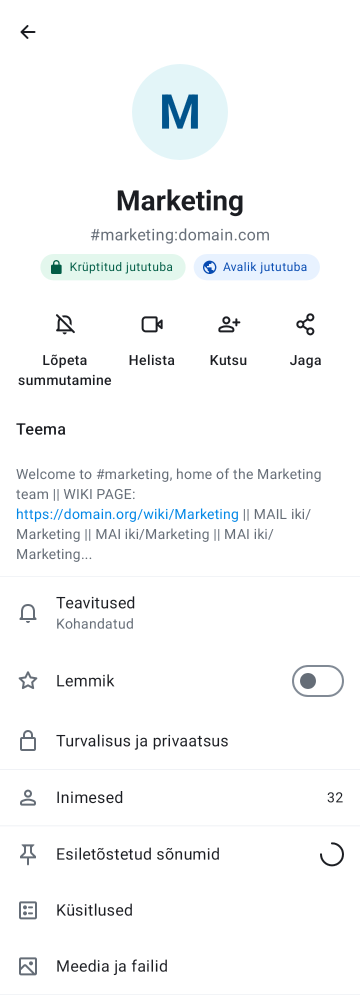 M
Marketing
#marketing:domain.com
Krüptitud jututuba
Avalik jututuba
Lõpeta summutamine
Helista
Kutsu
Jaga
Teema
Welcome to #marketing, home of the Marketing
team || WIKI PAGE:
https://domain.org/wiki/Marketing || MAIL iki/
Marketing || MAI iki/Marketing || MAI iki/
Marketing...
Teavitused
Kohandatud
Lemmik
Turvalisus ja privaatsus
Inimesed 32
Esiletõstetud sõnumid
Küsitlused
Meedia ja failid